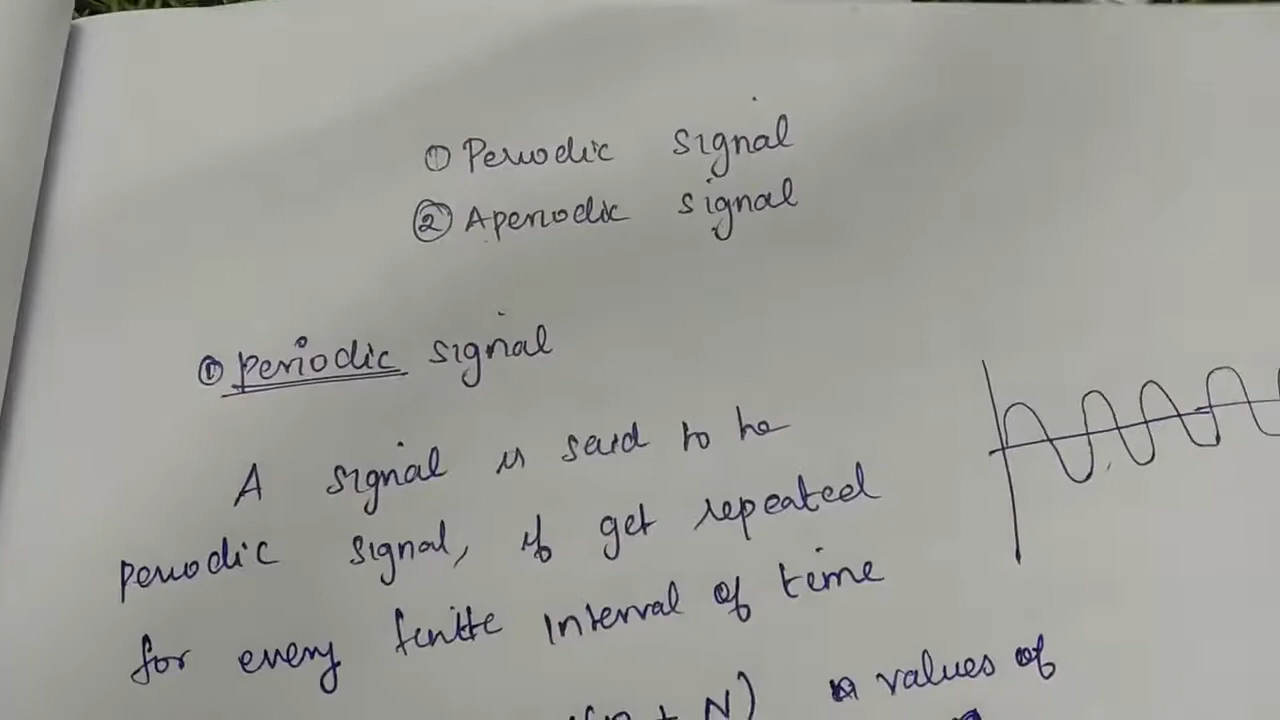 ① Periodic signal
② Aperiodic signal
① periodic signal
A signal is said to be
periodic signal, if get repeated
for every finite interval of time
(n + N) n values of